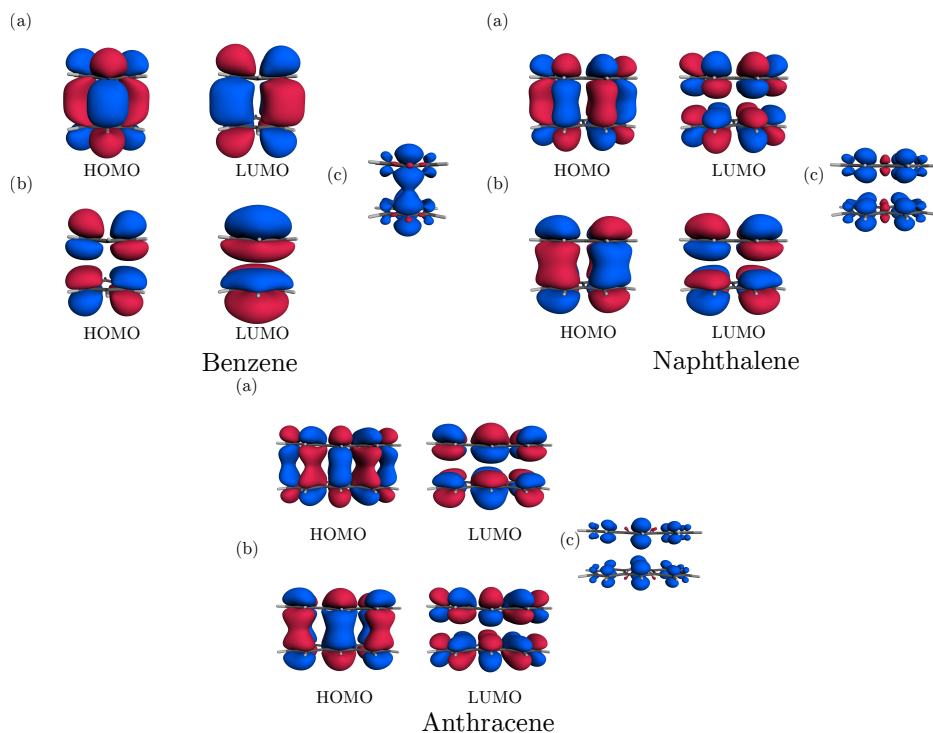 (a)
HOMO LUMO
(b)
(c)
HOMO LUMO
Benzene
(a)
HOMO LUMO
(b)
(c)
HOMO LUMO
Naphthalene
(a)
HOMO LUMO
(b)
(c)
HOMO LUMO
Anthracene